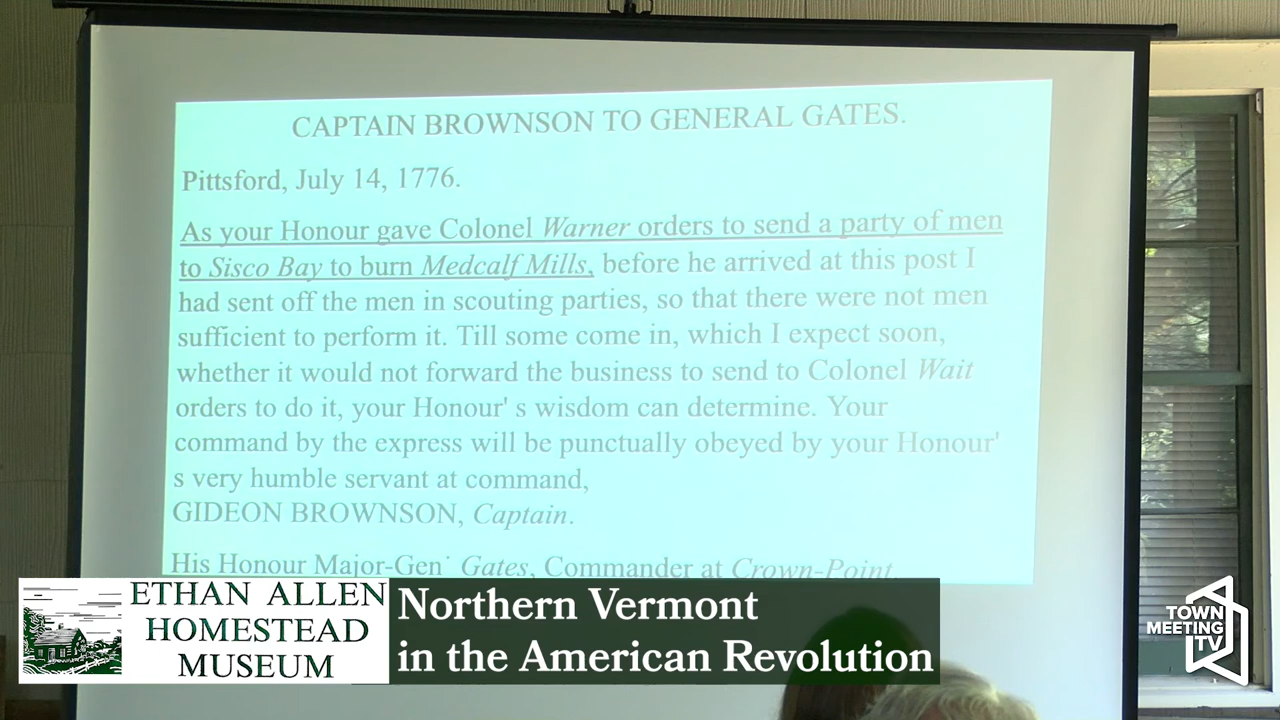 CAPTAIN BROWNSON TO GENERAL GATES.
Pittsford, July 14, 1776.
As your Honour gave Colonel Warner orders to send a party of men
to Sisco Bay to burn Medcalf Mills, before he arrived at this post I
had sent off the men in scouting parties, so that there were not men
sufficient to perform it. Till some come in, which I expect soon,
whether it would not forward the business to send to Colonel Wait
orders to do it, your Honour' s wisdom can determine. Your
command by the express will be punctually obeyed by your Honour'
s very humble servant at command,
GIDEON BROWNSON, Captain.
His Honour Major-Gen' Gates, Commander at Crown-Point.
ETHAN ALLEN
HOMESTEAD
MUSEUM
Northern Vermont
in the American Revolution
TOWN
MEETING
TV